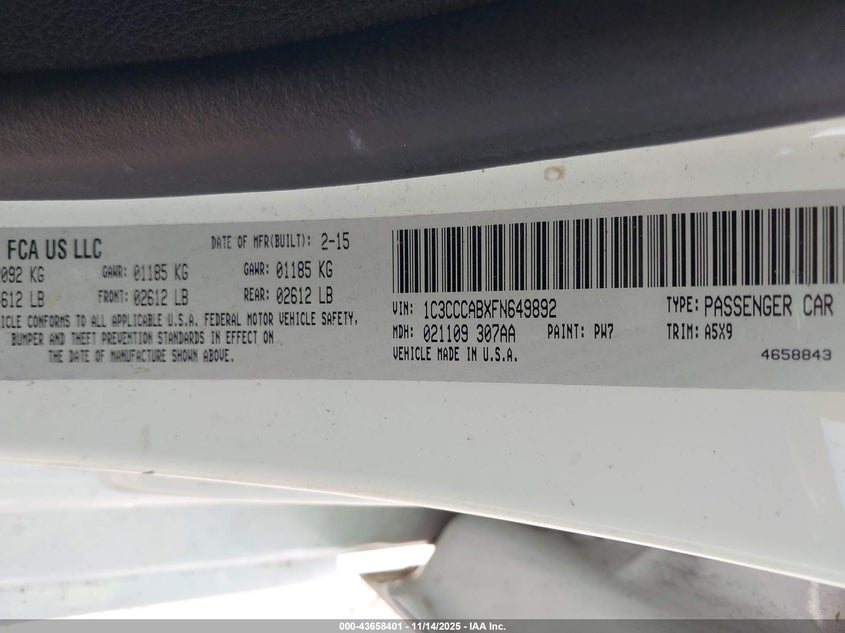 FCA US LLC
DATE OF MFR(BUILT): 2-15
092 KG GAWR: 01185 KG GAWR: 01185 KG
612 LB FRONT: 02612 LB REAR: 02612 LB
CONFORMS TO ALL APPLICABLE U.S.A. FEDERAL MOTOR VEHICLE SAFETY,
BUMPER AND THEFT PREVENTION STANDARDS IN EFFECT ON
THE DATE OF MANUFACTURE SHOWN ABOVE.
VIN: 1C3CCCABXFN649892 TYPE: PASSENGER CAR
MDH: 021109 307AA PAINT: PW7 TRIM: A5X9
VEHICLE MADE IN U.S.A.
4658843
000-43658401 - 11/14/2025 - IAA Inc.